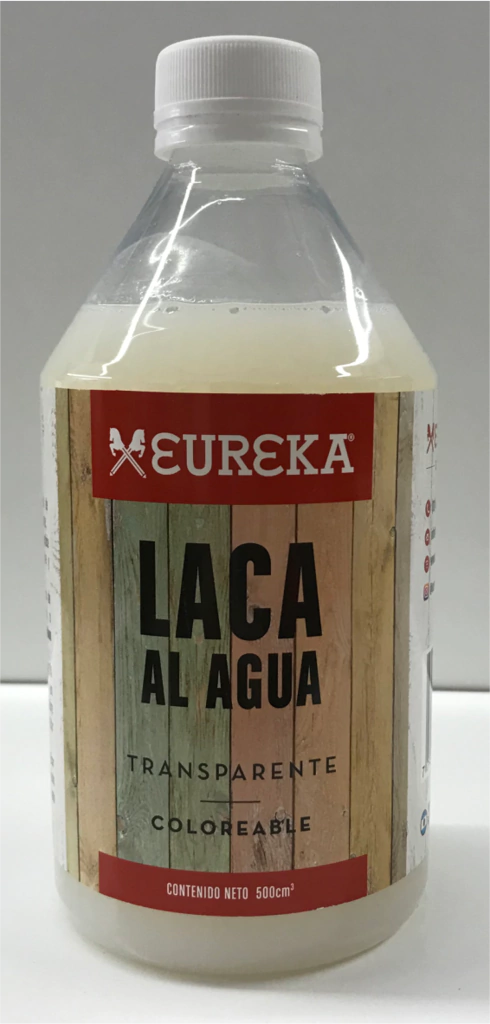 EUREKA®
LACA
AL AGUA
TRANSPARENTE
COLOREABLE
CONTENIDO NETO 500cm³